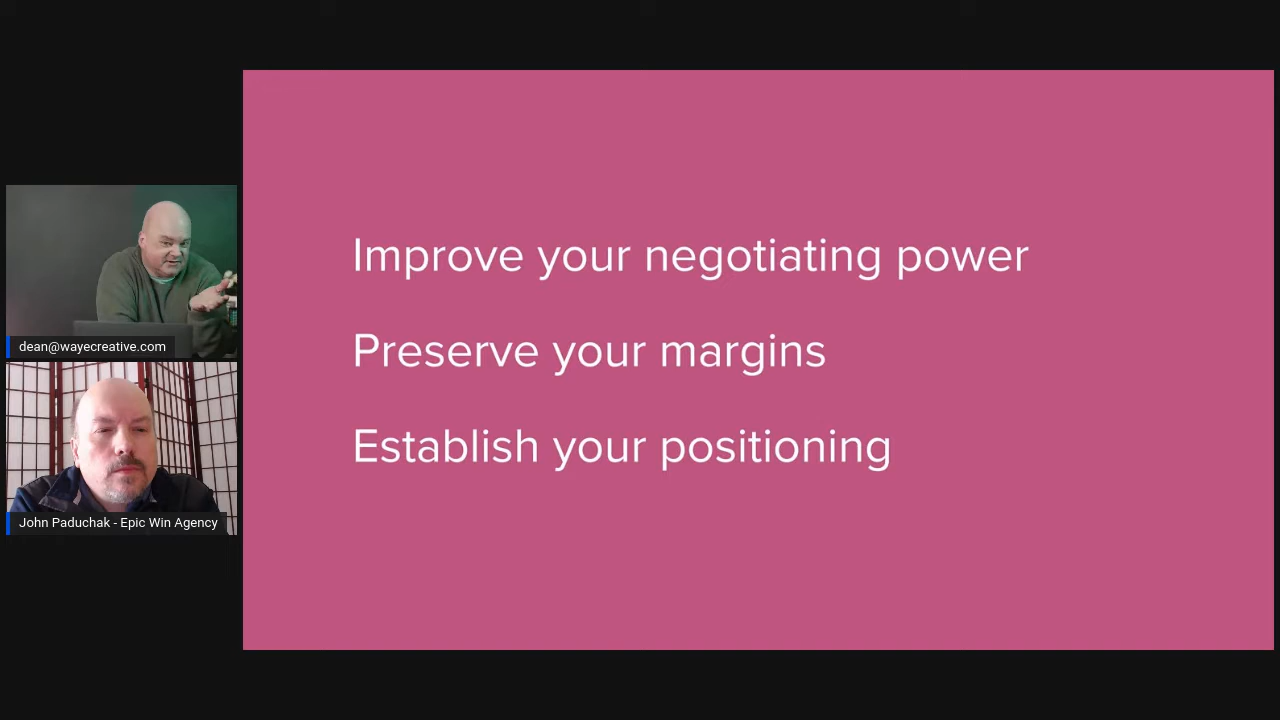 dean@wayecreative.com
John Paduchak - Epic Win Agency
Improve your negotiating power
Preserve your margins
Establish your positioning